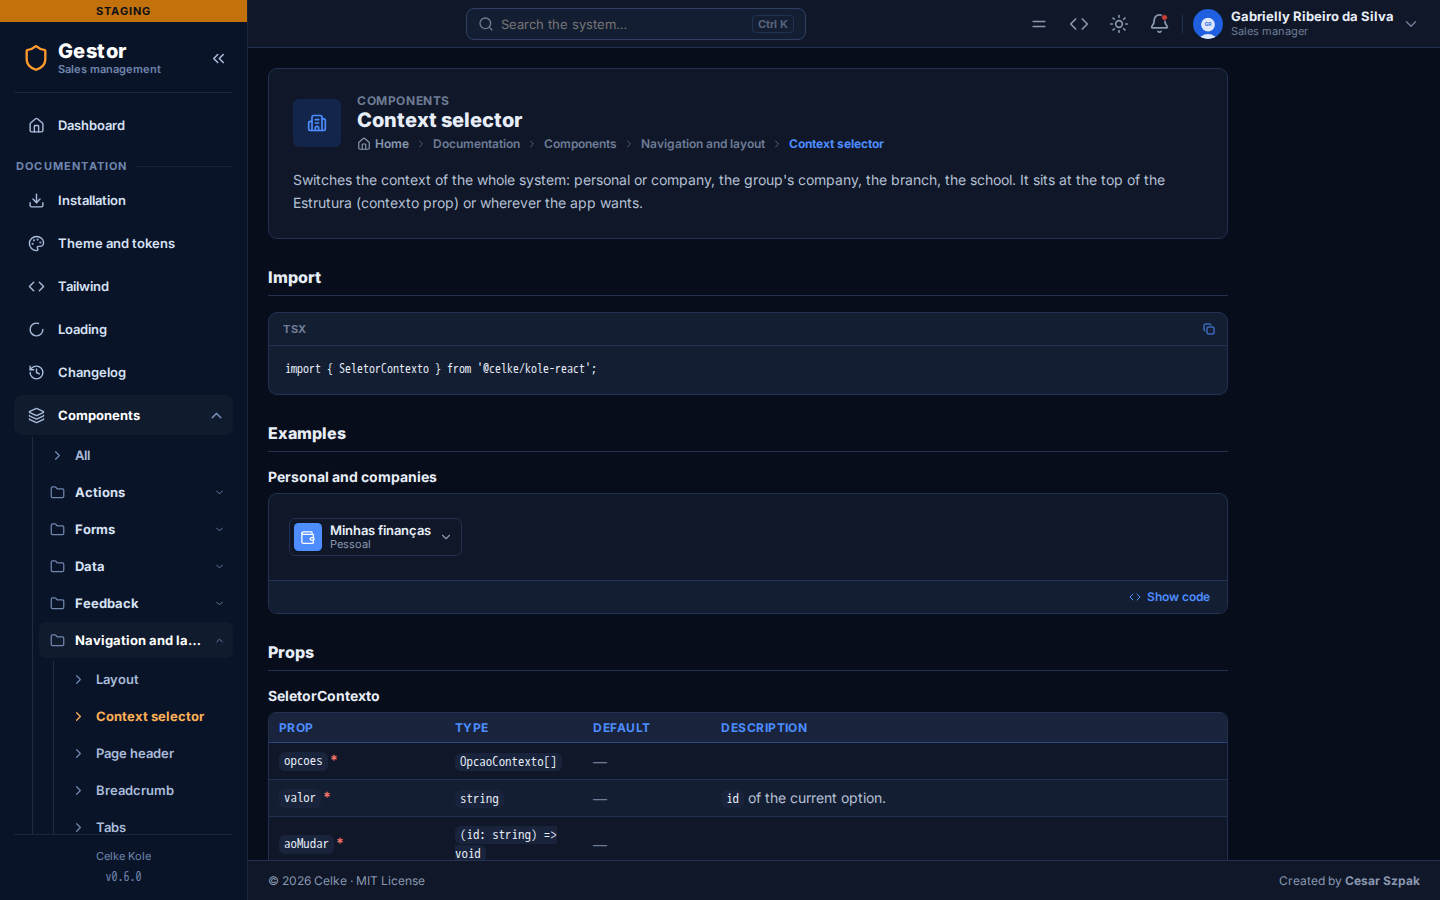 STAGING
Gestor
Sales management
Dashboard
DOCUMENTATION
Installation
Theme and tokens
Tailwind
Loading
Changelog
Components
All
Actions
Forms
Data
Feedback
Navigation and la...
Layout
Context selector
Page header
Breadcrumb
Tabs
Celke Kole
v0.6.0
Search the system...
Ctrl K
GR
Gabrielly Ribeiro da Silva
Sales manager
COMPONENTS
Context selector
Home > Documentation > Components > Navigation and layout > Context selector
Switches the context of the whole system: personal or company, the group's company, the branch, the school. It sits at the top of the
Estrutura (contexto prop) or wherever the app wants.
Import
TSX
import { SeletorContexto } from '@celke/kole-react';
Examples
Personal and companies
Minhas finanças
Pessoal
Show code
Props
SeletorContexto
PROP TYPE DEFAULT DESCRIPTION
opcoes * OpcaoContexto[] —
valor * string — id of the current option.
aoMudar * (id: string) => void —
© 2026 Celke · MIT License
Created by Cesar Szpak